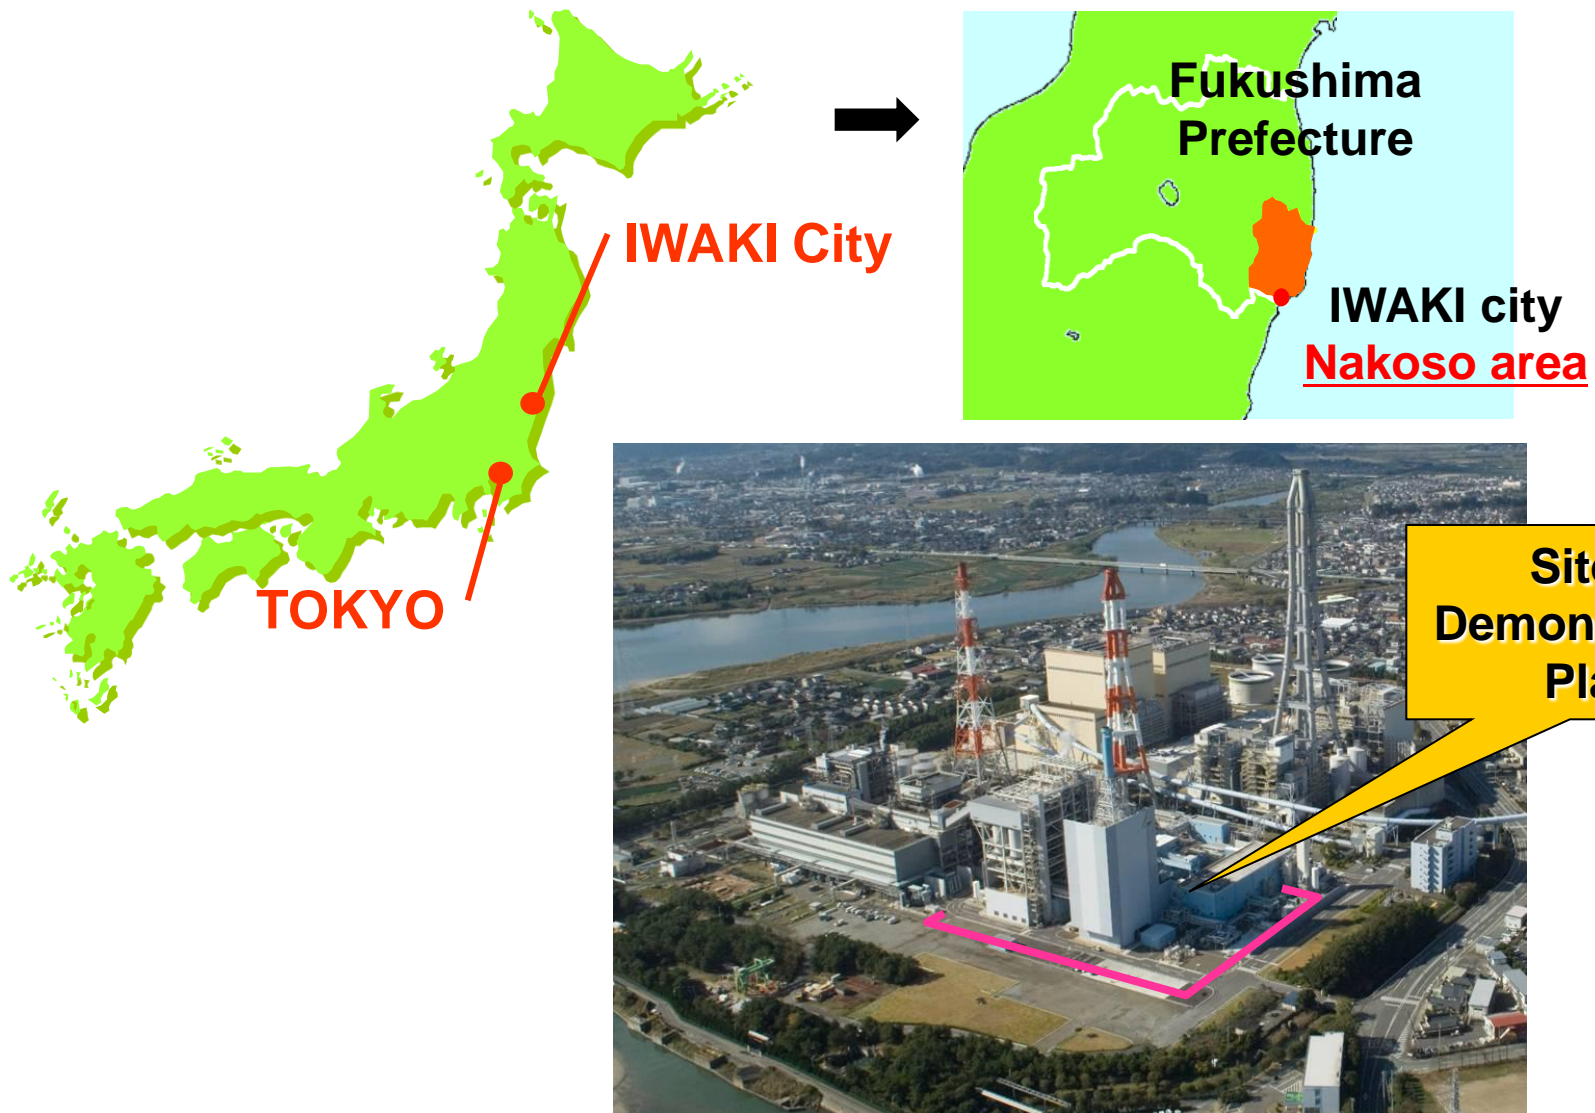 IWAKI City
TOKYO
Fukushima
Prefecture
IWAKI city
Nakoso area